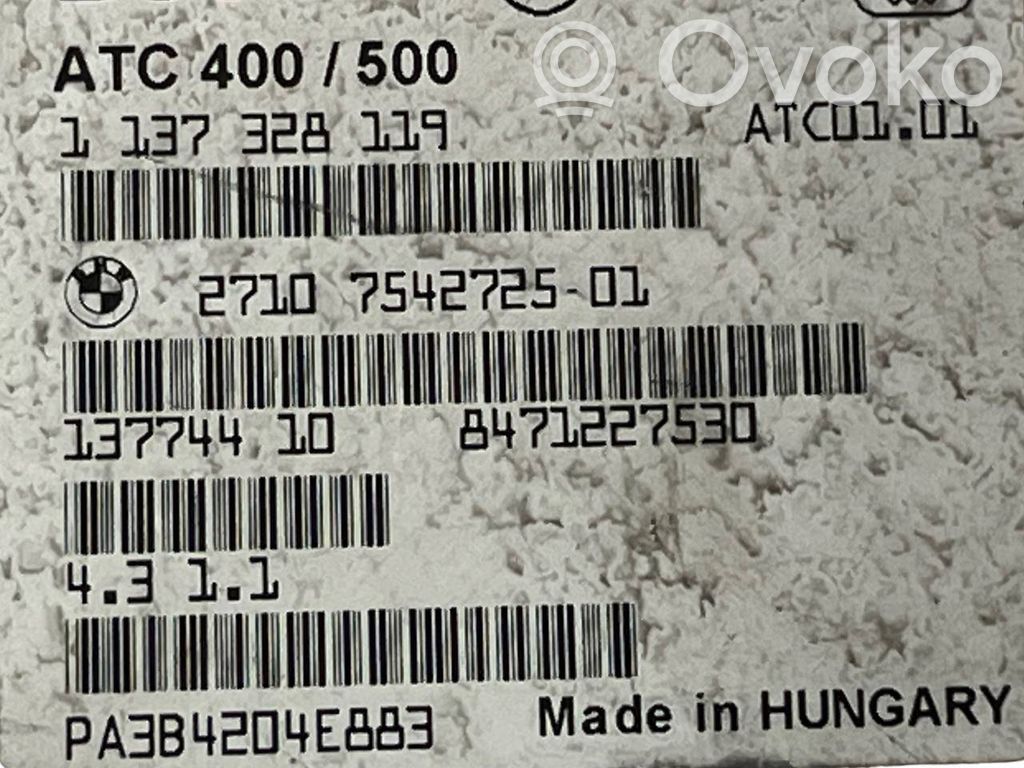 Ovoko
ATC 400 / 500
1 137 328 119 ATC01.01
2710 7542725-01
137744.10 8471227530
4.3 1.1
PA3B4204E883 Made in HUNGARY